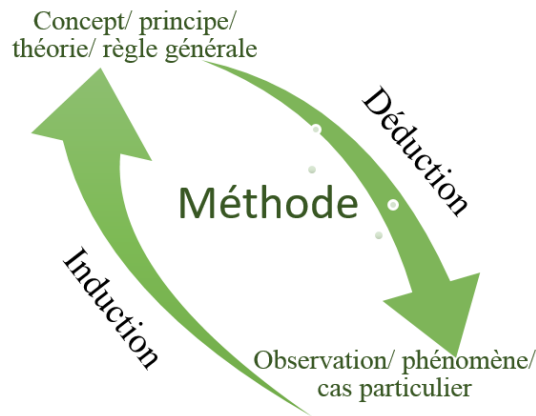 Concept/ principe/
théorie/ règle générale
Déduction
Méthode
Induction
Observation/ phénomène/
cas particulier